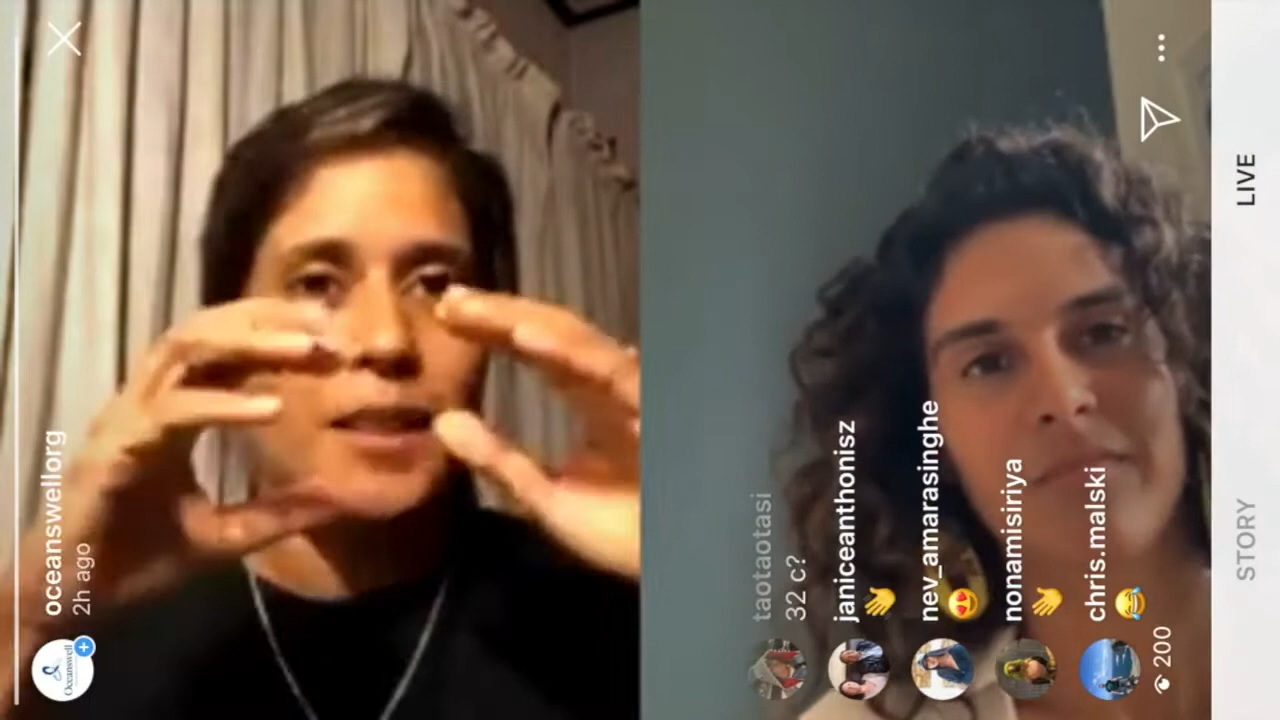 oceanswellorg
2h ago
Oceanswell
taotaotasi
32 c?
janiceanthonisz
👋
nev_amarasinghe
😍
nonamisiriya
👋
chris.malski
😂
200
STORY
LIVE